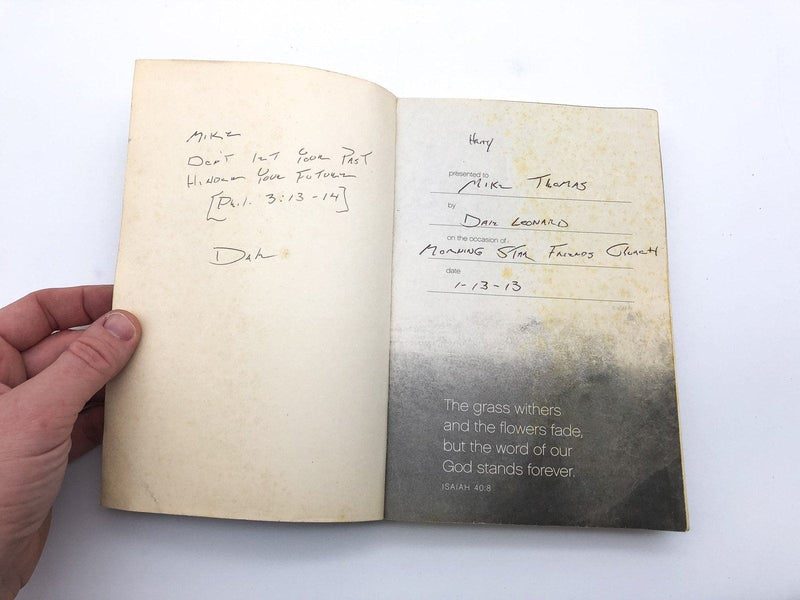 MIKE
DON'T LET YOUR PAST
HINDER YOUR FUTURE
[Phil. 3:13-14]
Dale
Harry
presented to
MIKE THOMAS
by
DALE LEONARD
on the occasion of
MORNING STAR FRIENDS CHURCH
date
1-13-13
The grass withers
and the flowers fade,
but the word of our
God stands forever.
ISAIAH 40:8